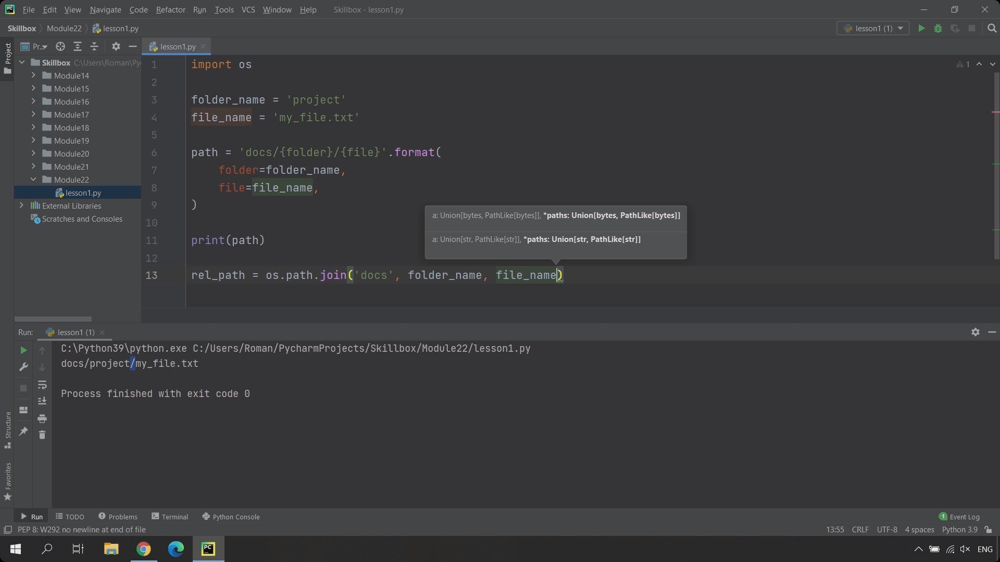 File Edit View Navigate Code Refactor Run Tools VCS Window Help Skillbox - lesson1.py
Skillbox Module22 lesson1.py lesson1 (1)
Project
Pr... lesson1.py
Skillbox C:\Users\Roman\Py
Module14
Module15
Module16
Module17
Module18
Module19
Module20
Module21
Module22
lesson1.py
External Libraries
Scratches and Consoles
1 import os
2
3 folder_name = 'project'
4 file_name = 'my_file.txt'
5
6 path = 'docs/{folder}/{file}'.format(
7 folder=folder_name,
8 file=file_name,
9 )
10
11 print(path)
12
13 rel_path = os.path.join('docs', folder_name, file_name)
1
a: Union[bytes, PathLike[bytes]], *paths: Union[bytes, PathLike[bytes]]
a: Union[str, PathLike[str]], *paths: Union[str, PathLike[str]]
Run: lesson1 (1)
C:\Python39\python.exe C:/Users/Roman/PycharmProjects/Skillbox/Module22/lesson1.py
docs/project/my_file.txt
Process finished with exit code 0
Structure
Favorites
Run TODO Problems Terminal Python Console 1 Event Log
PEP 8: W292 no newline at end of file 13:55 CRLF UTF-8 4 spaces Python 3.9
PC ENG